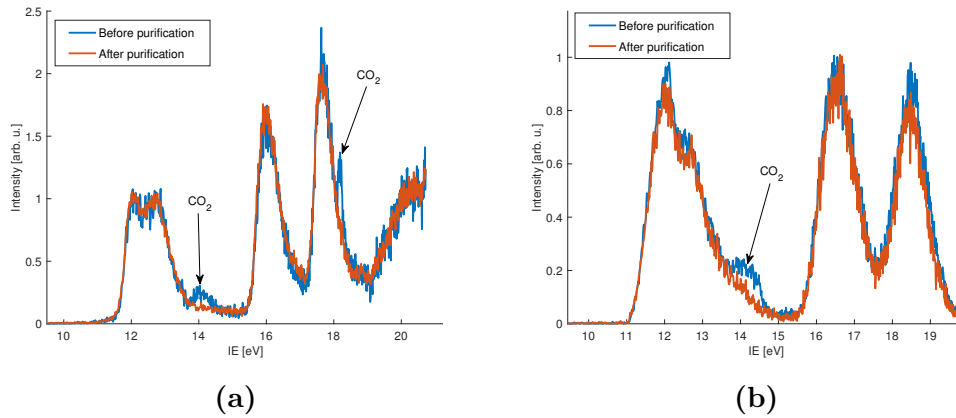 Before purification
After purification
CO2
CO2
Intensity [arb. u.]
2.5
2
1.5
1
0.5
0
10
12
14
16
18
20
IE [eV]
(a)
Before purification
After purification
CO2
Intensity [arb. u.]
1
0.8
0.6
0.4
0.2
0
10
11
12
13
14
15
16
17
18
19
IE [eV]
(b)